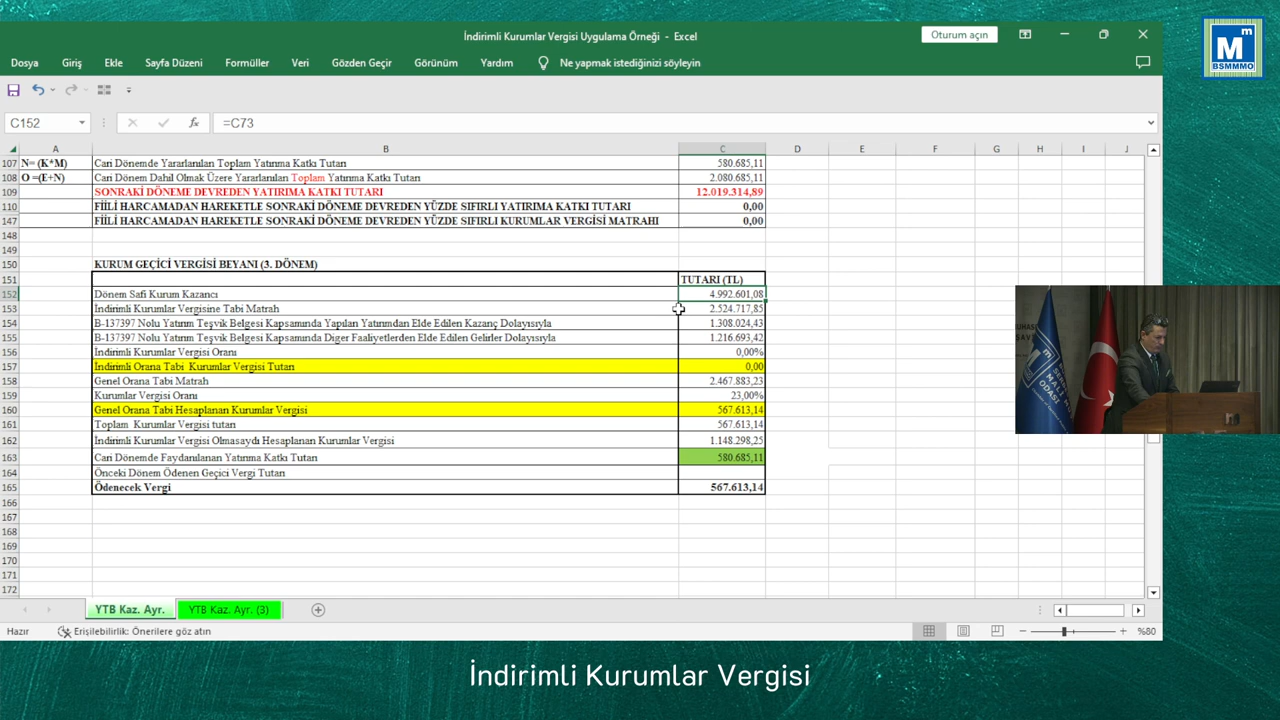 İndirimli Kurumlar Vergisi Uygulama Örneği - Excel
Oturum açın
Mm
BSMMMO
Dosya Giriş Ekle Sayfa Düzeni Formüller Veri Gözden Geçir Görünüm Yardım Ne yapmak istediğinizi söyleyin
C152 fx =C73
A B C D E F G H I J
107 N= (K*M) Cari Dönemde Yararlanılan Toplam Yatırıma Katkı Tutarı 580.685,11
108 O =(E+N) Cari Dönem Dahil Olmak Üzere Yararlanılan Toplam Yatırıma Katkı Tutarı 2.080.685,11
109 SONRAKİ DÖNEME DEVREDEN YATIRIMA KATKI TUTARI 12.019.314,89
110 FİİLİ HARCAMADAN HAREKETLE SONRAKİ DÖNEME DEVREDEN YÜZDE SIFIRLI YATIRIMA KATKI TUTARI 0,00
147 FİİLİ HARCAMADAN HAREKETLE SONRAKİ DÖNEME DEVREDEN YÜZDE SIFIRLI KURUMLAR VERGİSİ MATRAHI 0,00
148
149
150 KURUM GEÇİCİ VERGİSİ BEYANI (3. DÖNEM)
151 TUTARI (TL)
152 Dönem Safi Kurum Kazancı 4.992.601,08
153 İndirimli Kurumlar Vergisine Tabi Matrah 2.524.717,85
154 B-137397 Nolu Yatırım Teşvik Belgesi Kapsamında Yapılan Yatırımdan Elde Edilen Kazanç Dolayısıyla 1.308.024,43
155 B-137397 Nolu Yatırım Teşvik Belgesi Kapsamında Diger Faaliyetlerden Elde Edilen Gelirler Dolayısıyla 1.216.693,42
156 İndirimli Kurumlar Vergisi Oranı 0,00%
157 İndirimli Orana Tabi Kurumlar Vergisi Tutarı 0,00
158 Genel Orana Tabi Matrah 2.467.883,23
159 Kurumlar Vergisi Oranı 23,00%
160 Genel Orana Tabi Hesaplanan Kurumlar Vergisi 567.613,14
161 Toplam Kurumlar Vergisi tutarı 567.613,14
162 İndirimli Kurumlar Vergisi Olmasaydı Hesaplanan Kurumlar Vergisi 1.148.298,25
163 Cari Dönemde Faydanılanan Yatırıma Katkı Tutarı 580.685,11
164 Önceki Dönem Ödenen Geçici Vergi Tutarı
165 Ödenecek Vergi 567.613,14
166
167
168
169
170
171
172
YTB Kaz. Ayr. YTB Kaz. Ayr. (3)
Hazır Erişilebilirlik: Önerilere göz atın %80
İndirimli Kurumlar Vergisi